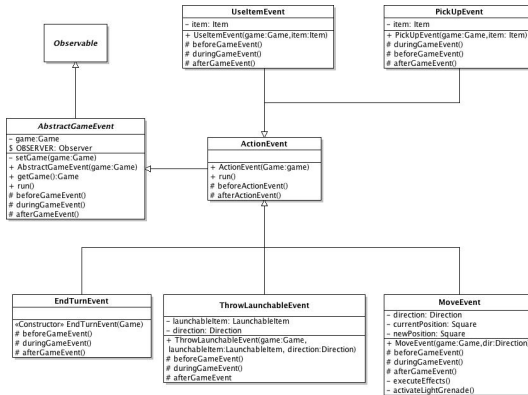 UseItemEvent
- item: Item
+ UseItemEvent(game:Game,item:Item)
# beforeGameEvent()
# duringGameEvent()
# afterGameEvent()
PickUpEvent
- item: Item
+ PickUpEvent(game:Game,item: Item)
# duringGameEvent()
# beforeGameEvent()
# afterGameEvent()
Observable
AbstractGameEvent
- game:Game
$ OBSERVER: Observer
- setGame(game:Game)
+ AbstractGameEvent(game:Game)
+ getGame():Game
+ run()
# beforeGameEvent()
# duringGameEvent()
# afterGameEvent()
ActionEvent
+ ActionEvent(Game:game)
+ run()
# beforeActionEvent()
# afterActionEvent()
EndTurnEvent
«Constructor» EndTurnEvent(Game)
# beforeGameEvent()
# duringGameEvent()
# afterGameEvent()
ThrowLaunchableEvent
- launchableItem: LaunchableItem
- direction: Direction
+ ThrowLaunchableEvent(game:Game,
launchableItem:LaunchableItem, direction:Direction)
# beforeGameEvent()
# duringGameEvent()
# afterGameEvent
MoveEvent
- direction: Direction
- currentPosition: Square
- newPosition: Square
+ MoveEvent(game:Game,dir:Direction)
# beforeGameEvent()
# duringGameEvent()
# afterGameEvent()
- executeEffects()
- activateLightGrenade()